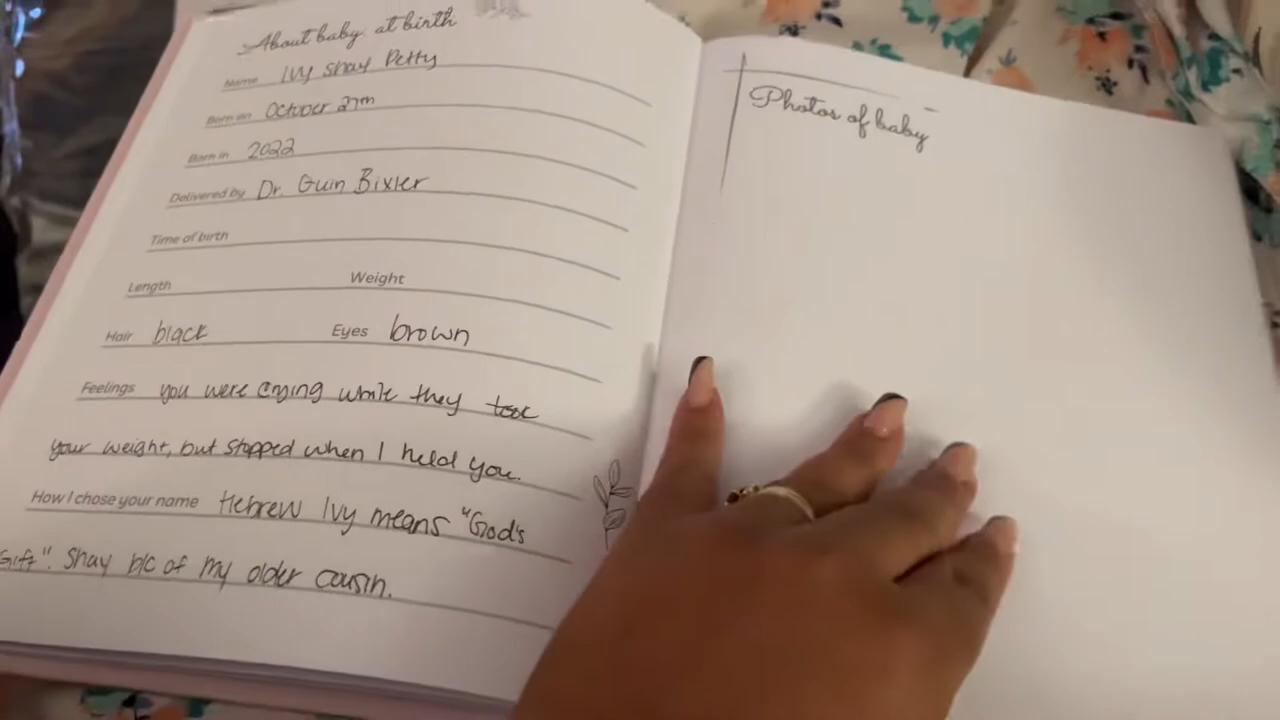 About baby at birth
Name Ivy Shay Petty
Born on October 27th
Born in 2022
Delivered by Dr. Guin Bixler
Time of birth
Length Weight
Hair black Eyes brown
Feelings you were crying while they took
your weight, but stopped when I held you.
How I chose your name Hebrew Ivy means "God's
Gift". Shay b/c of my older cousin.
Photos of baby